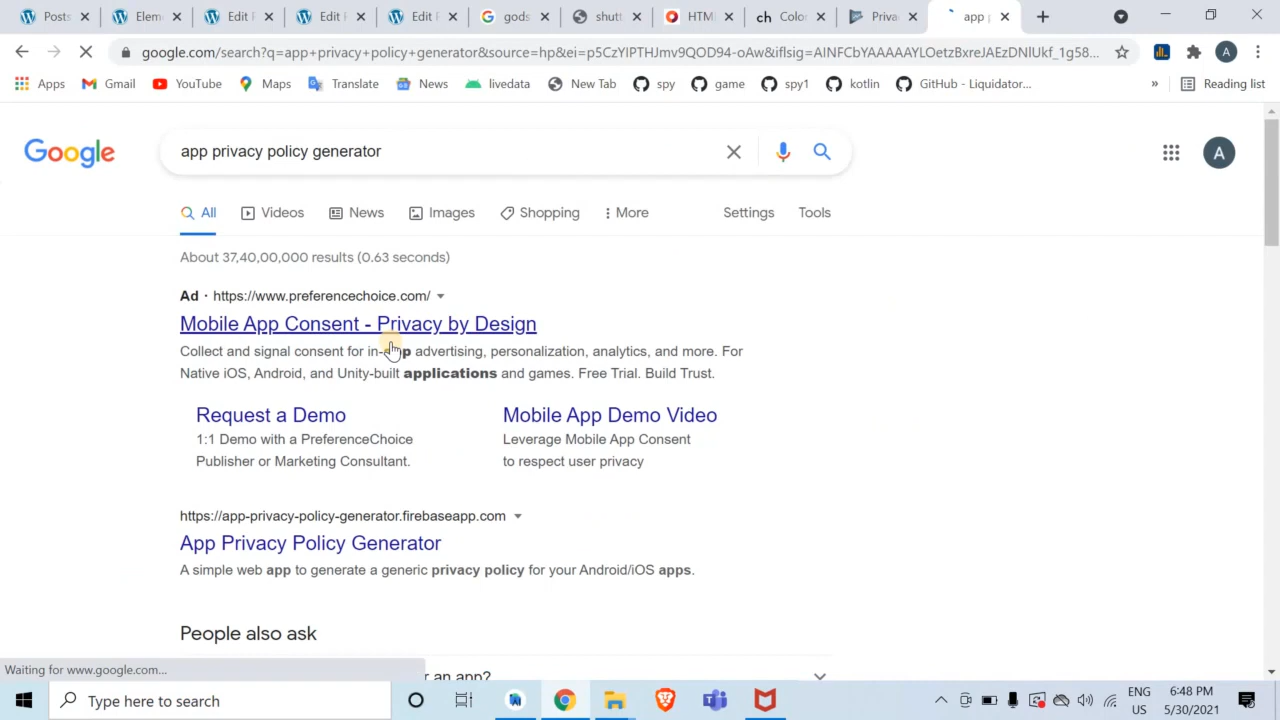 Posts
Elem
Edit F
Edit F
Edit F
gods
shutt
HTMl
ch Color
Priva
app p
google.com/search?q=app+privacy+policy+generator&source=hp&ei=p5CzYIPTHJmv9QOD94-oAw&iflsig=AINFCbYAAAAAYLOetzBxreJAEzDNlUkf_1g58...
A
Apps
Gmail
YouTube
Maps
Translate
News
livedata
New Tab
spy
game
spy1
kotlin
GitHub - Liquidator...
»
Reading list
Google
app privacy policy generator
A
All
Videos
News
Images
Shopping
More
Settings
Tools
About 37,40,00,000 results (0.63 seconds)
Ad · https://www.preferencechoice.com/
Mobile App Consent - Privacy by Design
Collect and signal consent for in-app advertising, personalization, analytics, and more. For
Native iOS, Android, and Unity-built applications and games. Free Trial. Build Trust.
Request a Demo
1:1 Demo with a PreferenceChoice
Publisher or Marketing Consultant.
Mobile App Demo Video
Leverage Mobile App Consent
to respect user privacy
https://app-privacy-policy-generator.firebaseapp.com
App Privacy Policy Generator
A simple web app to generate a generic privacy policy for your Android/iOS apps.
People also ask
r an app?
Waiting for www.google.com...
Type here to search
ENG
US
6:48 PM
5/30/2021